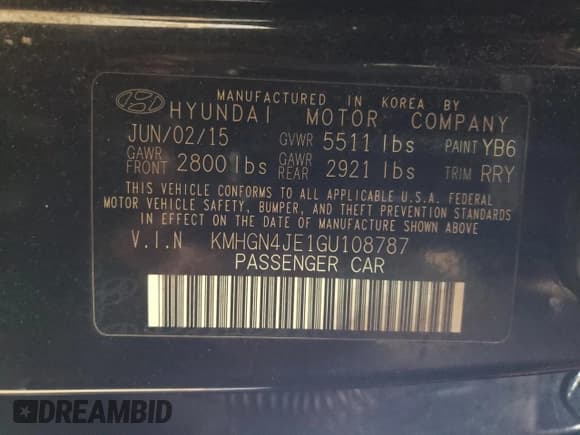 MANUFACTURED IN KOREA BY
HYUNDAI MOTOR COMPANY
JUN/02/15 GVWR 5511 lbs PAINT YB6
GAWR FRONT 2800 lbs GAWR REAR 2921 lbs TRIM RRY
THIS VEHICLE CONFORMS TO ALL APPLICABLE U.S.A. FEDERAL
MOTOR VEHICLE SAFETY, BUMPER, AND THEFT PREVENTION STANDARDS
IN EFFECT ON THE DATE OF MANUFACTURE SHOWN ABOVE
V.I.N KMHGN4JE1GU108787
PASSENGER CAR
DREAMBID